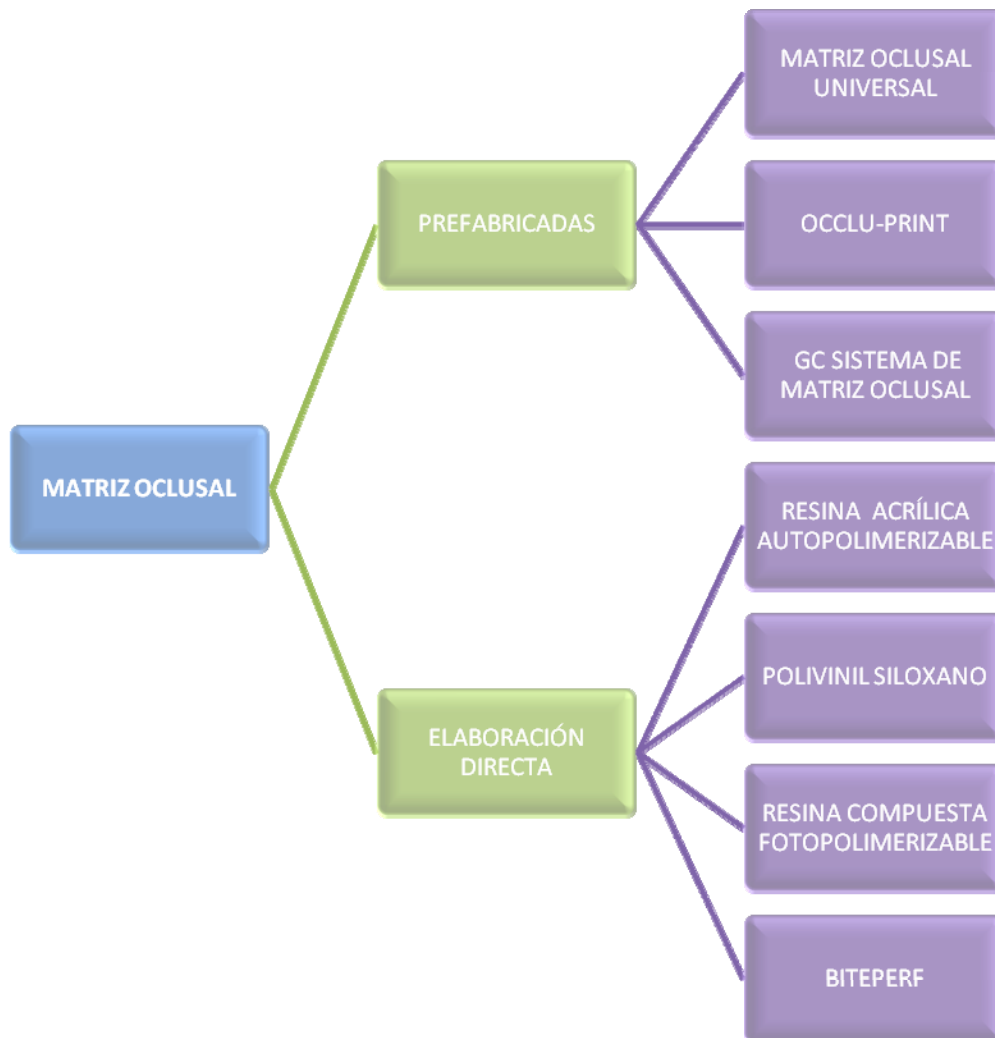 MATRIZ OCLUSAL
PREFABRICADAS
MATRIZ OCLUSAL
UNIVERSAL
OCCLU-PRINT
GC SISTEMA DE
MATRIZ OCLUSAL
ELABORACIÓN
DIRECTA
RESINA ACRÍLICA
AUTOPOLIMERIZABLE
POLIVINIL SILOXANO
RESINA COMPUESTA
FOTOPOLIMERIZABLE
BITEPERF